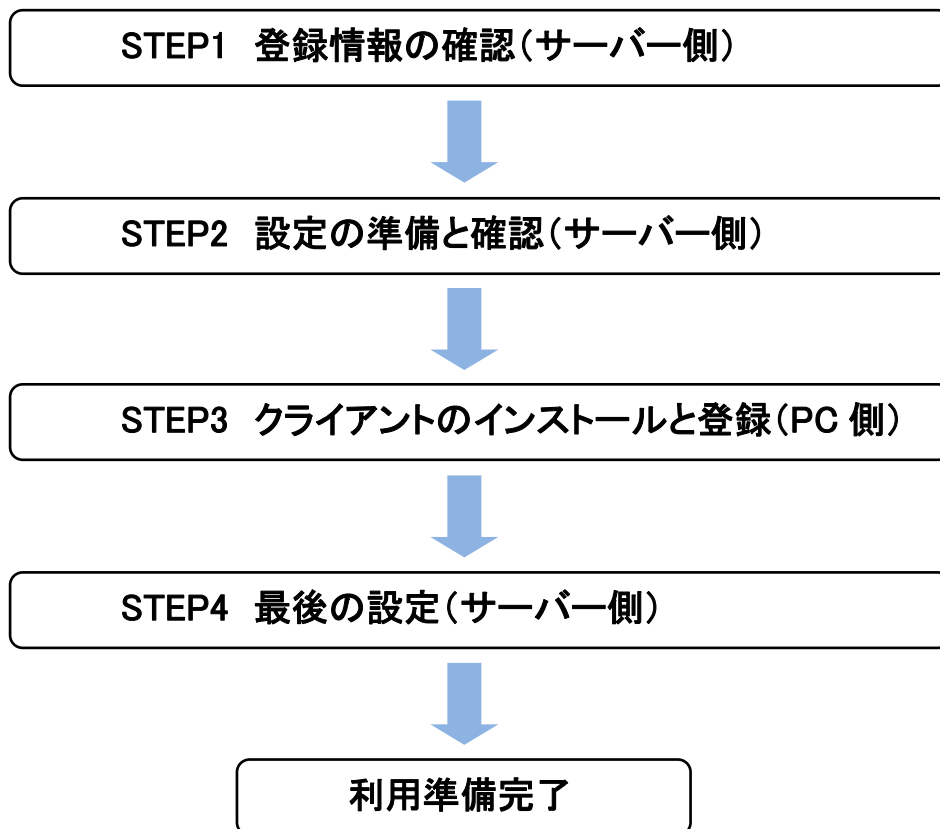 STEP1 登録情報の確認(サーバー側)
STEP2 設定の準備と確認(サーバー側)
STEP3 クライアントのインストールと登録(PC 側)
STEP4 最後の設定(サーバー側)
利用準備完了